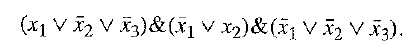 (x₁ ∨ x̄₂ ∨ x̄₃)&(x̄₁ ∨ x₂)&(x̄₁ ∨ x̄₂ ∨ x̄₃).